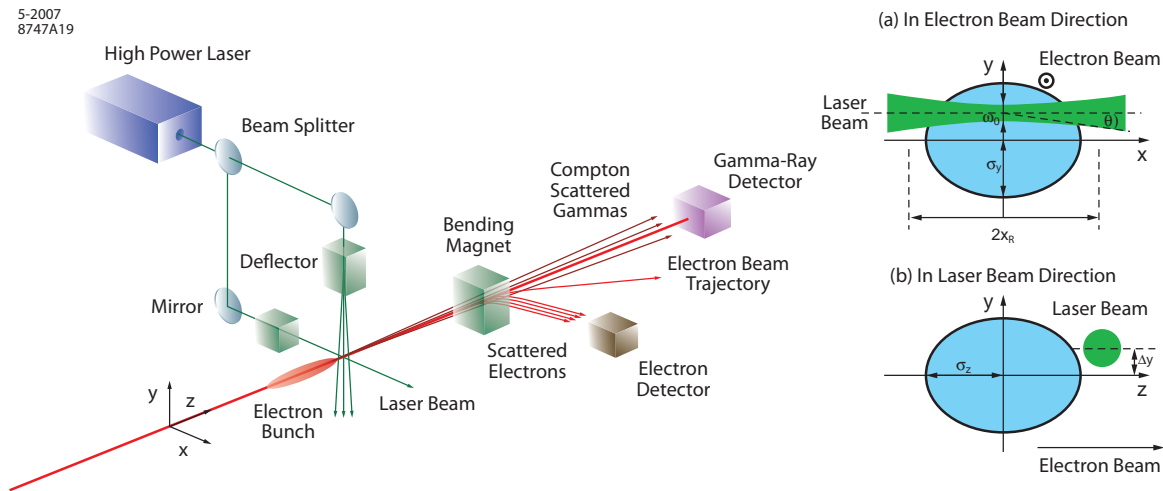 5-2007
8747A19
High Power Laser
Beam Splitter
Compton
Scattered
Gammas
Gamma-Ray
Detector
Bending
Magnet
Deflector
Electron Beam
Trajectory
Mirror
Scattered
Electrons
Electron
Detector
Laser Beam
Electron
Bunch
y
z
x
(a) In Electron Beam Direction
y
Electron Beam
Laser
Beam
ω₀
θ)
x
σy
2xR
(b) In Laser Beam Direction
y
Laser Beam
Δy
σz
z
Electron Beam